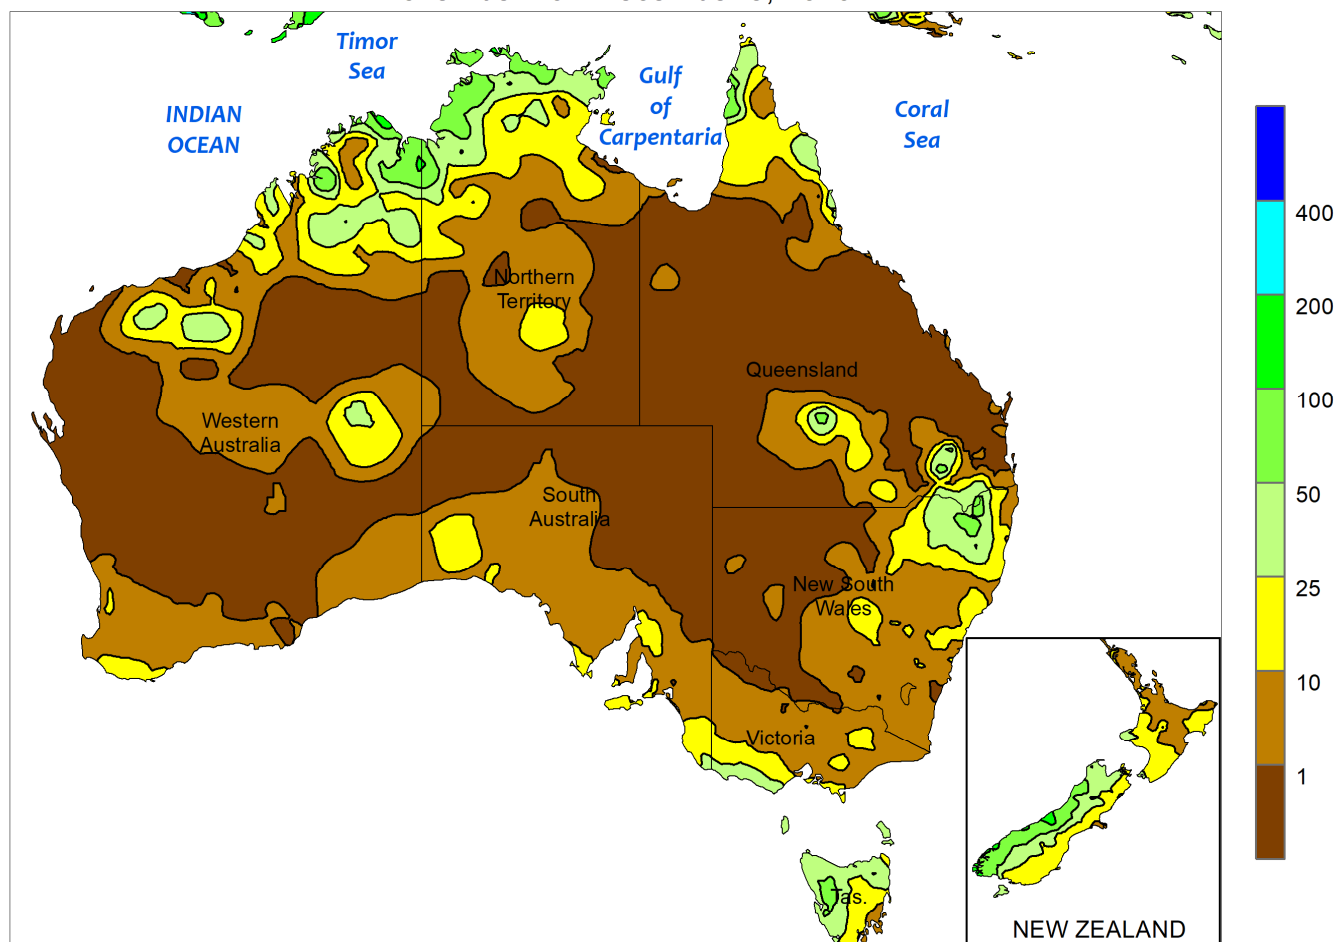 Timor
Sea
Gulf
of
Carpentaria
INDIAN
OCEAN
Coral
Sea
Northern
Territory
Queensland
Western
Australia
South
Australia
New South
Wales
Victoria
Tas.
NEW ZEALAND
400
200
100
50
25
10
1